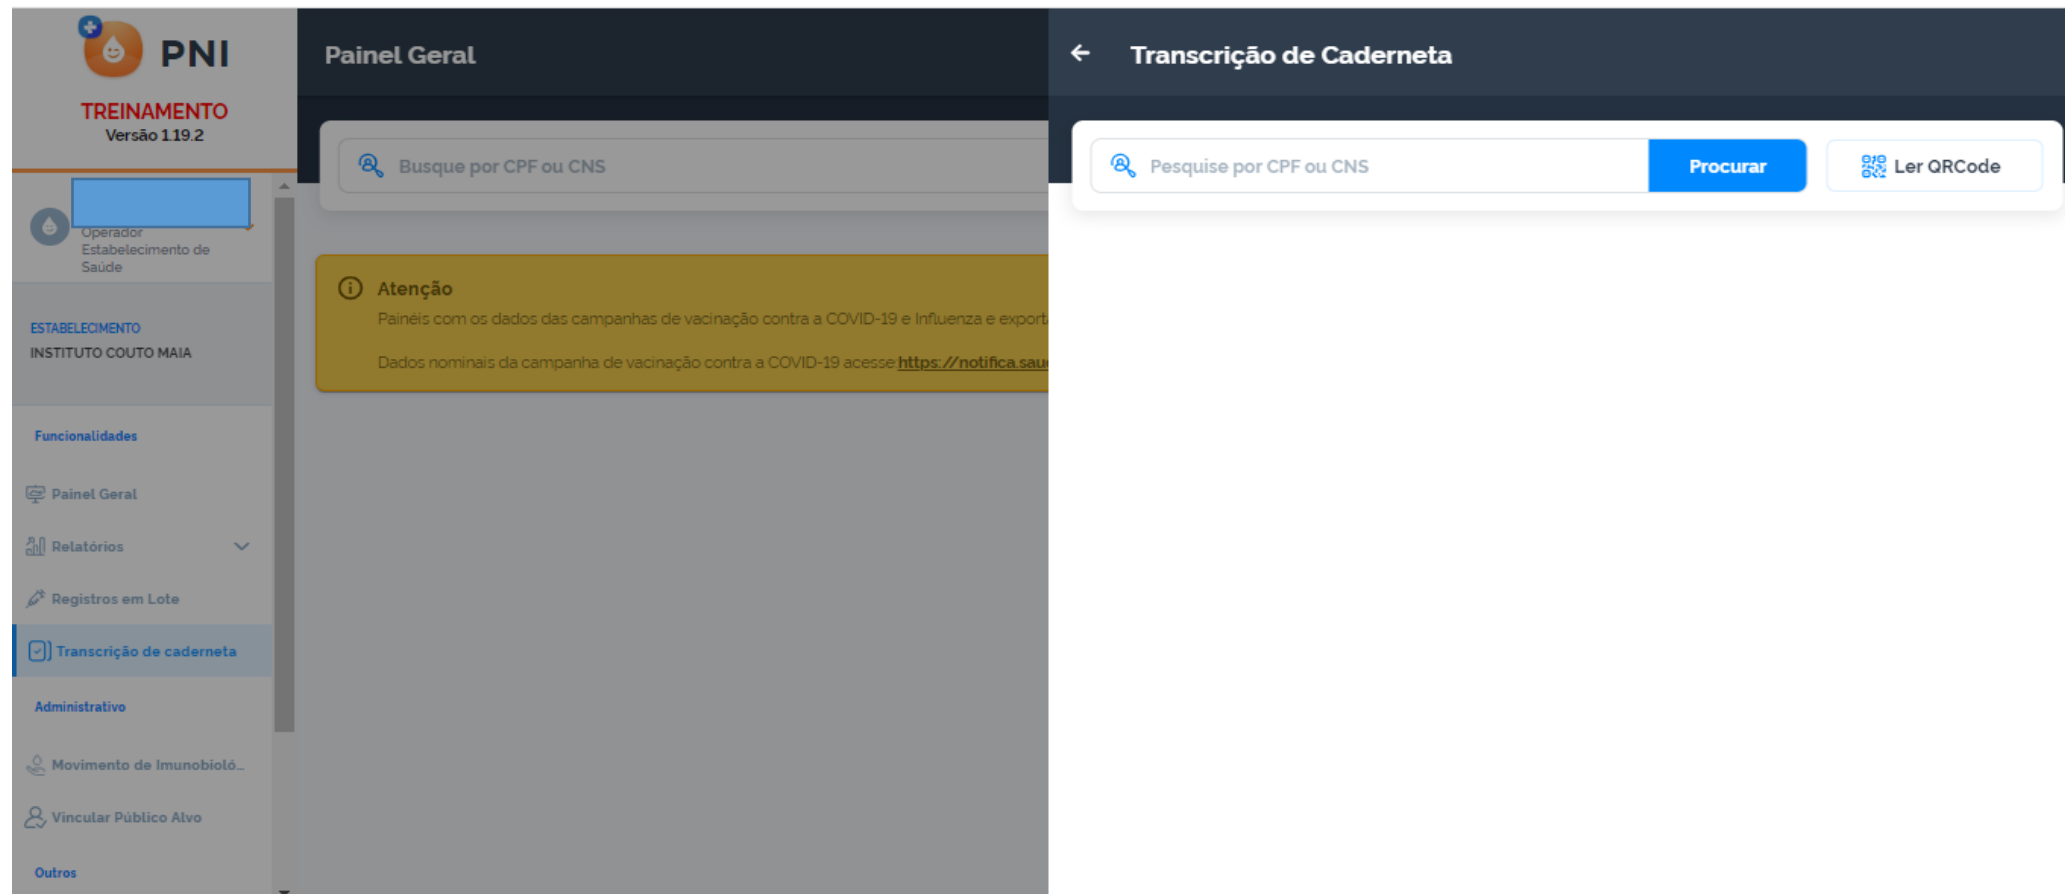 PNI
TREINAMENTO
Versão 1.19.2
Operador
Estabelecimento de
Saúde
ESTABELECIMENTO
INSTITUTO COUTO MAIA
Funcionalidades
Painel Geral
Relatórios
Registros em Lote
Transcrição de caderneta
Administrativo
Movimento de Imunobioló...
Vincular Público Alvo
Outros
Painel Geral
Busque por CPF ou CNS
Atenção
Painéis com os dados das campanhas de vacinação contra a COVID-19 e Influenza e export
Dados nominais da campanha de vacinação contra a COVID-19 acesse:https://notifica.sau
Transcrição de Caderneta
Pesquise por CPF ou CNS
Procurar
Ler QRCode